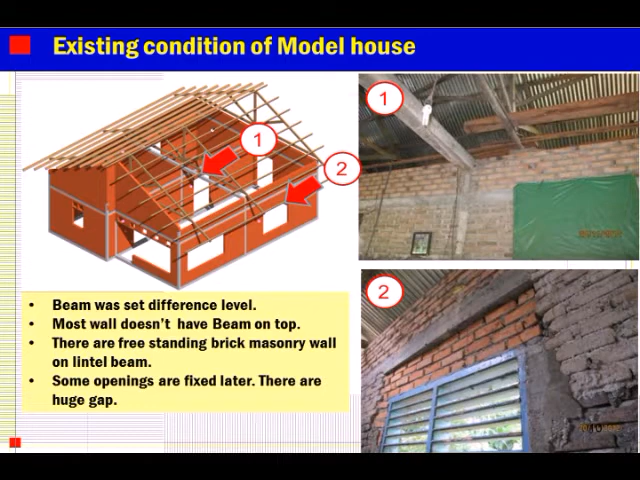 Existing condition of Model house
1
2
1
2
• Beam was set difference level.
• Most wall doesn't have Beam on top.
• There are free standing brick masonry wall
on lintel beam.
• Some openings are fixed later. There are
huge gap.